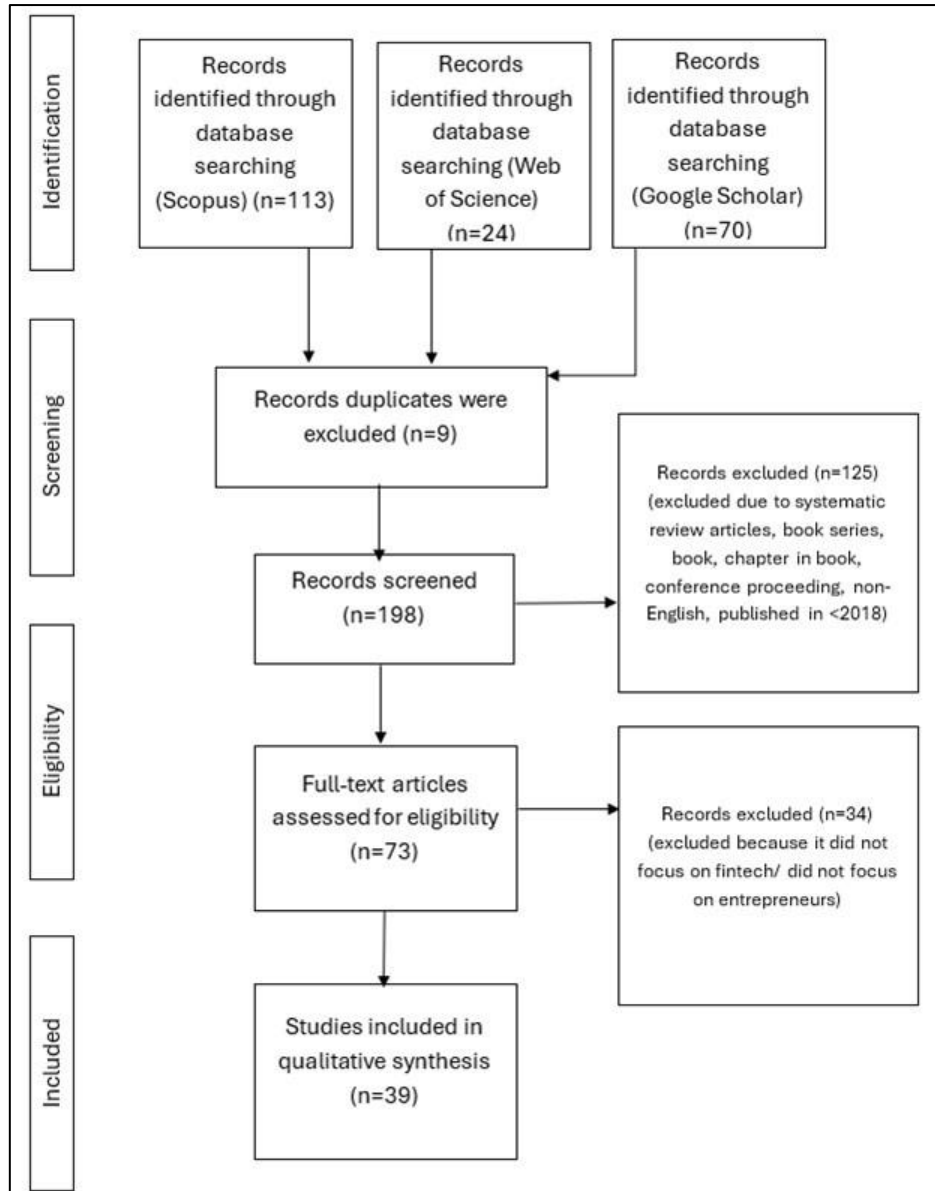 Identification
Records
identified through
database
searching
(Scopus) (n=113)
Records
identified through
database
searching (Web
of Science)
(n=24)
Records
identified through
database
searching
(Google Scholar)
(n=70)
Screening
Records duplicates were
excluded (n=9)
Records screened
(n=198)
Records excluded (n=125)
(excluded due to systematic
review articles, book series,
book, chapter in book,
conference proceeding, non-
English, published in <2018)
Eligibility
Full-text articles
assessed for eligibility
(n=73)
Records excluded (n=34)
(excluded because it did not
focus on fintech/ did not focus
on entrepreneurs)
Included
Studies included in
qualitative synthesis
(n=39)